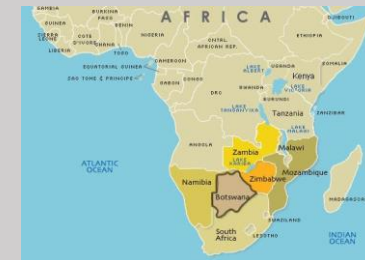 GAMBIA
BURKINA
FASO
AFRICA
DJIBOUTI
GUINEA
BENIN
NIGERIA
SIERRA
LEONE
COTE
D'IVORE
GHANA
TOGO
CNTRL
AFRICAN REP.
ETHIOPIA
LIBERIA
CAMEROON
EQUATORIAL GUINEA
LAKE
ALBERT
UGANDA
SOMALIA
SAO TOME & PRINCIPE
GABON
CONGO
Kenya
DRC
RWANDA
LAKE
VICTORIA
BURUNDI
LAKE
TANGANYIKA
Tanzania
ZANZIBAR
LAKE
MALAWI
ANGOLA
Malawi
Zambia
ATLANTIC
OCEAN
LAKE
KARIBA
Mozambique
Namibia
Zimbabwe
Botswana
MADAGASCAR
SWAZILAND
South
Africa
LESOTHO
INDIAN
OCEAN